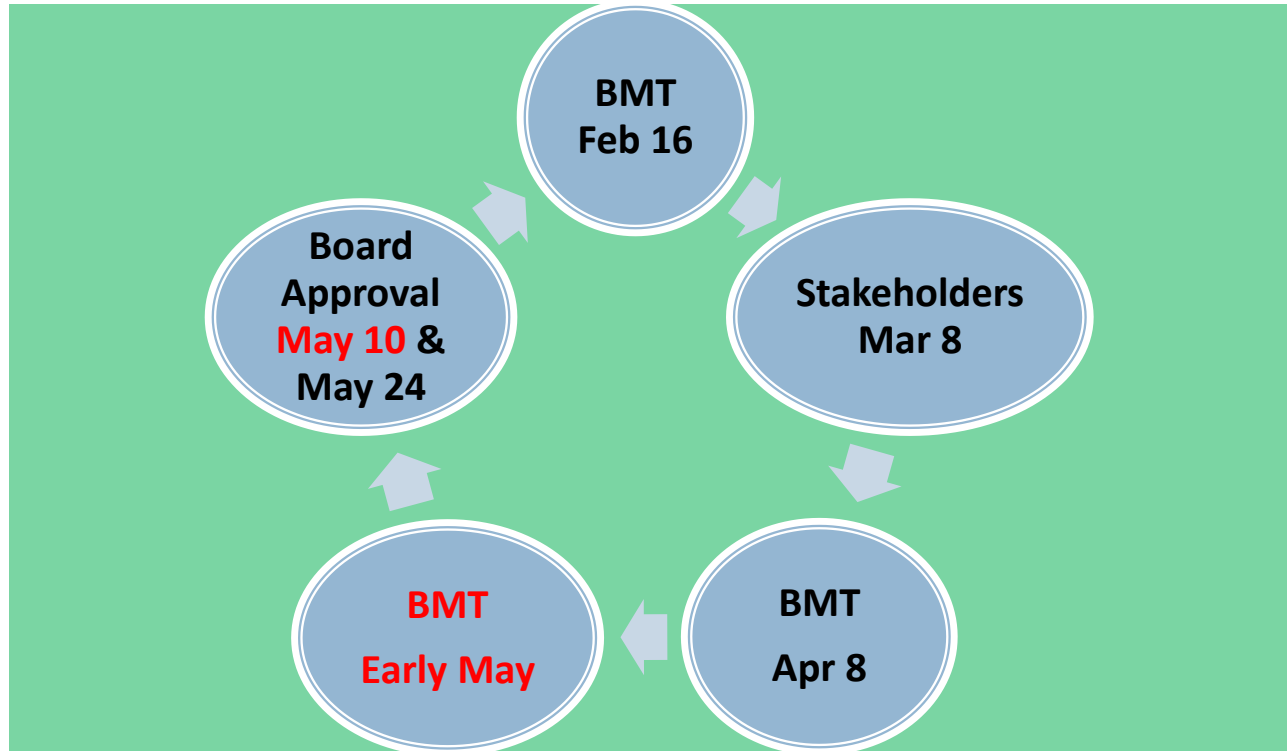 BMT
Feb 16
Stakeholders
Mar 8
BMT
Apr 8
BMT
Early May
Board
Approval
May 10 &
May 24